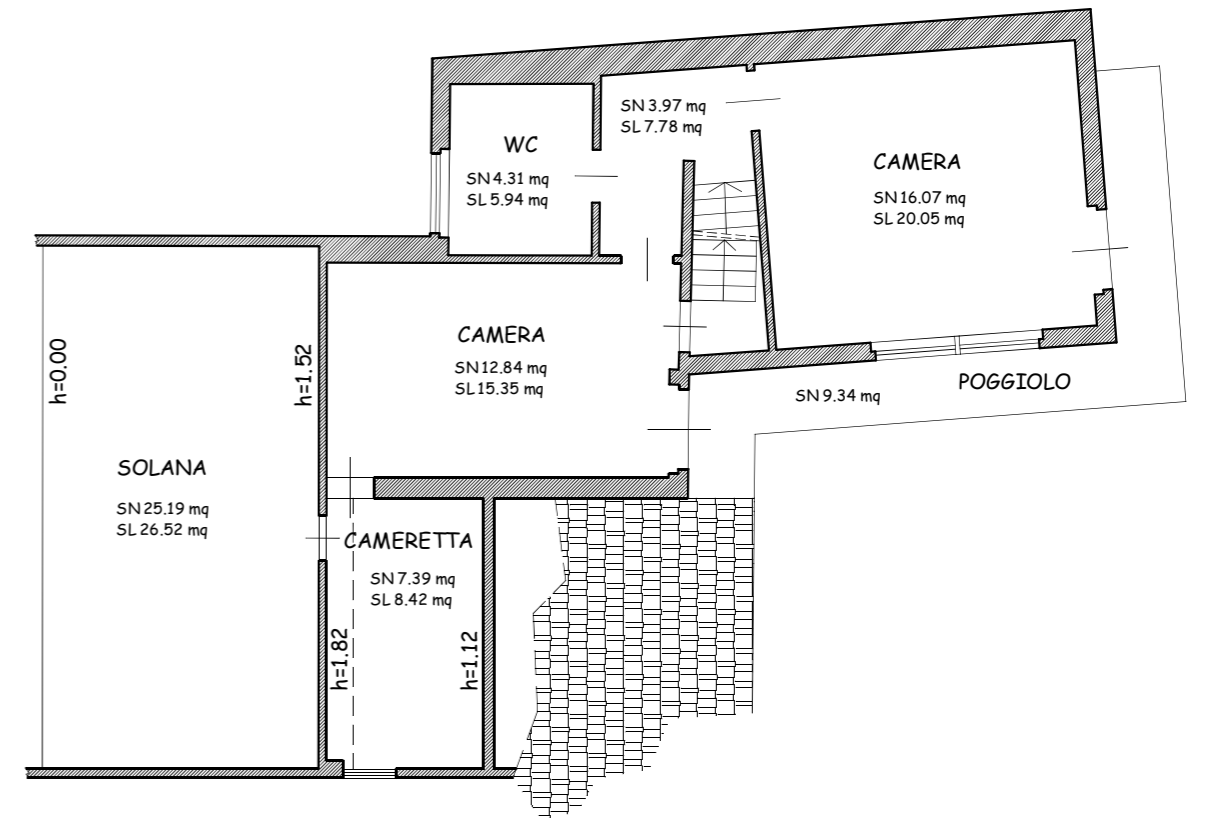 SN 3.97 mq
SL 7.78 mq
WC
SN 4.31 mq
SL 5.94 mq
CAMERA
SN 16.07 mq
SL 20.05 mq
CAMERA
SN 12.84 mq
SL 15.35 mq
h=0.00
h=1.52
POGGIOLO
SN 9.34 mq
SOLANA
SN 25.19 mq
SL 26.52 mq
CAMERETTA
SN 7.39 mq
SL 8.42 mq
h=1.82
h=1.12